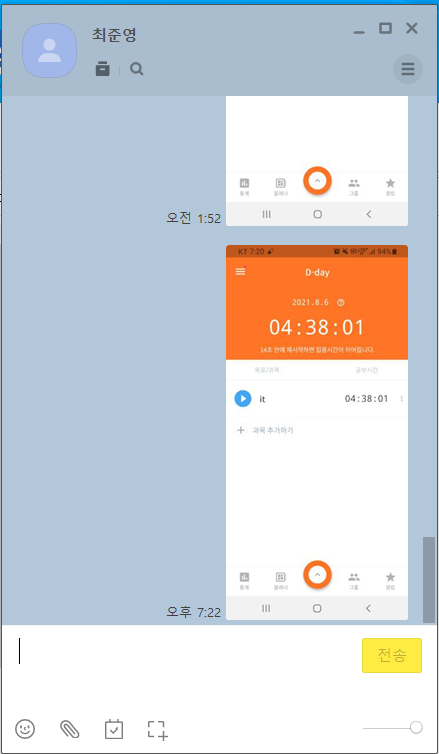 최준영
통계
플래너
그룹
랭킹
오전 1:52
KT 7:20
94%
D-day
2021.8.6
04:38:01
14초 안에 재시작하면 집중시간이 이어집니다.
목표/과목 공부시간
it 04:38:01
+ 과목 추가하기
통계
플래너
그룹
랭킹
오후 7:22
전송